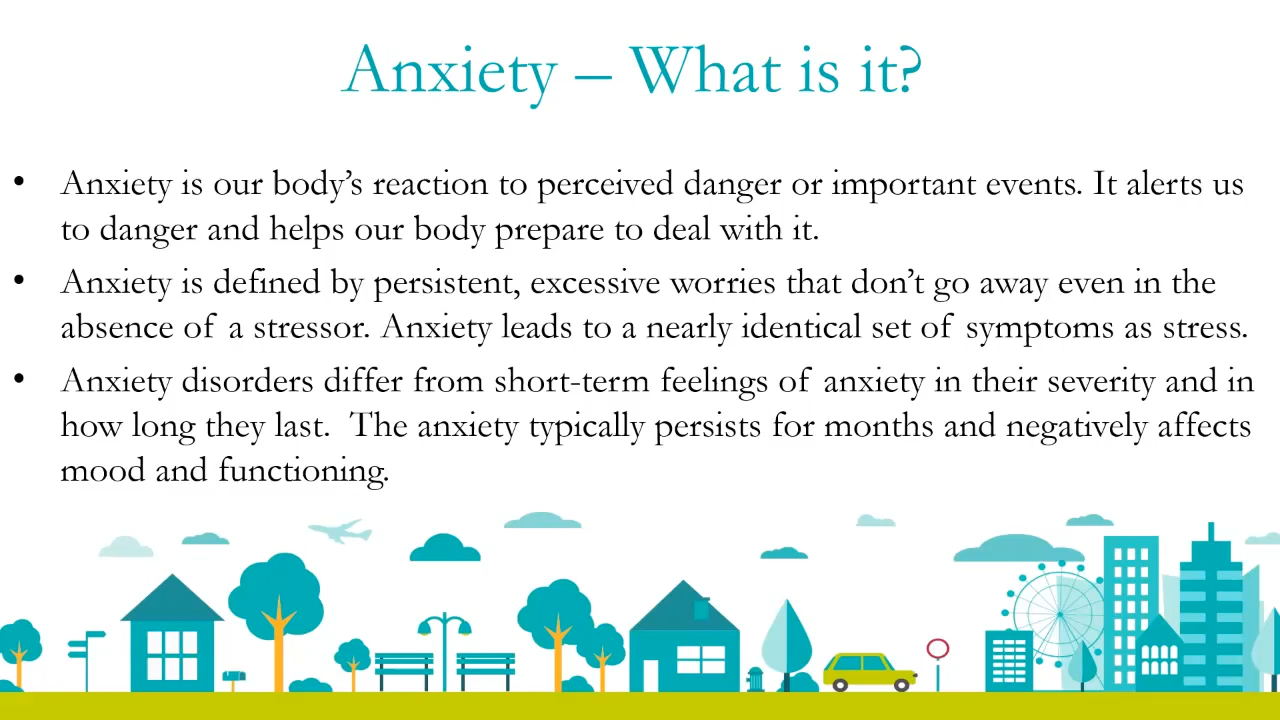 Anxiety – What is it?
• Anxiety is our body’s reaction to perceived danger or important events. It alerts us
to danger and helps our body prepare to deal with it.
• Anxiety is defined by persistent, excessive worries that don’t go away even in the
absence of a stressor. Anxiety leads to a nearly identical set of symptoms as stress.
• Anxiety disorders differ from short-term feelings of anxiety in their severity and in
how long they last.  The anxiety typically persists for months and negatively affects
mood and functioning.